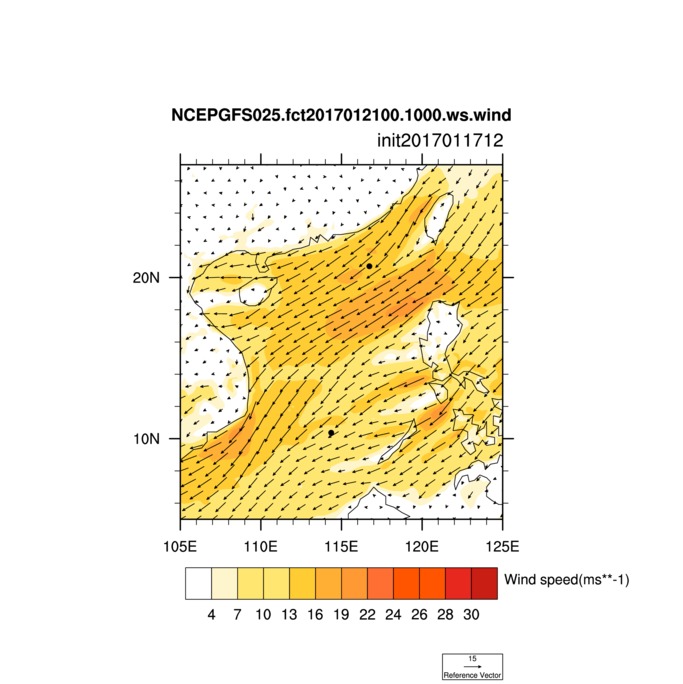 NCEPGFS025.fct2017012100.1000.ws.wind
init2017011712
20N
10N
105E 110E 115E 120E 125E
Wind speed(ms**-1)
4 7 10 13 16 19 22 24 26 28 30
15
Reference Vector